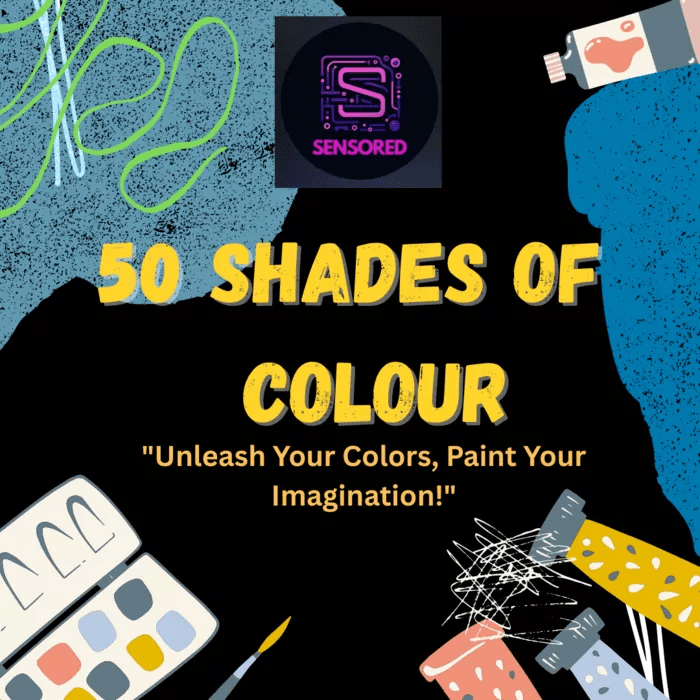 S
SENSORED
50 SHADES OF
COLOUR
"Unleash Your Colors, Paint Your
Imagination!"